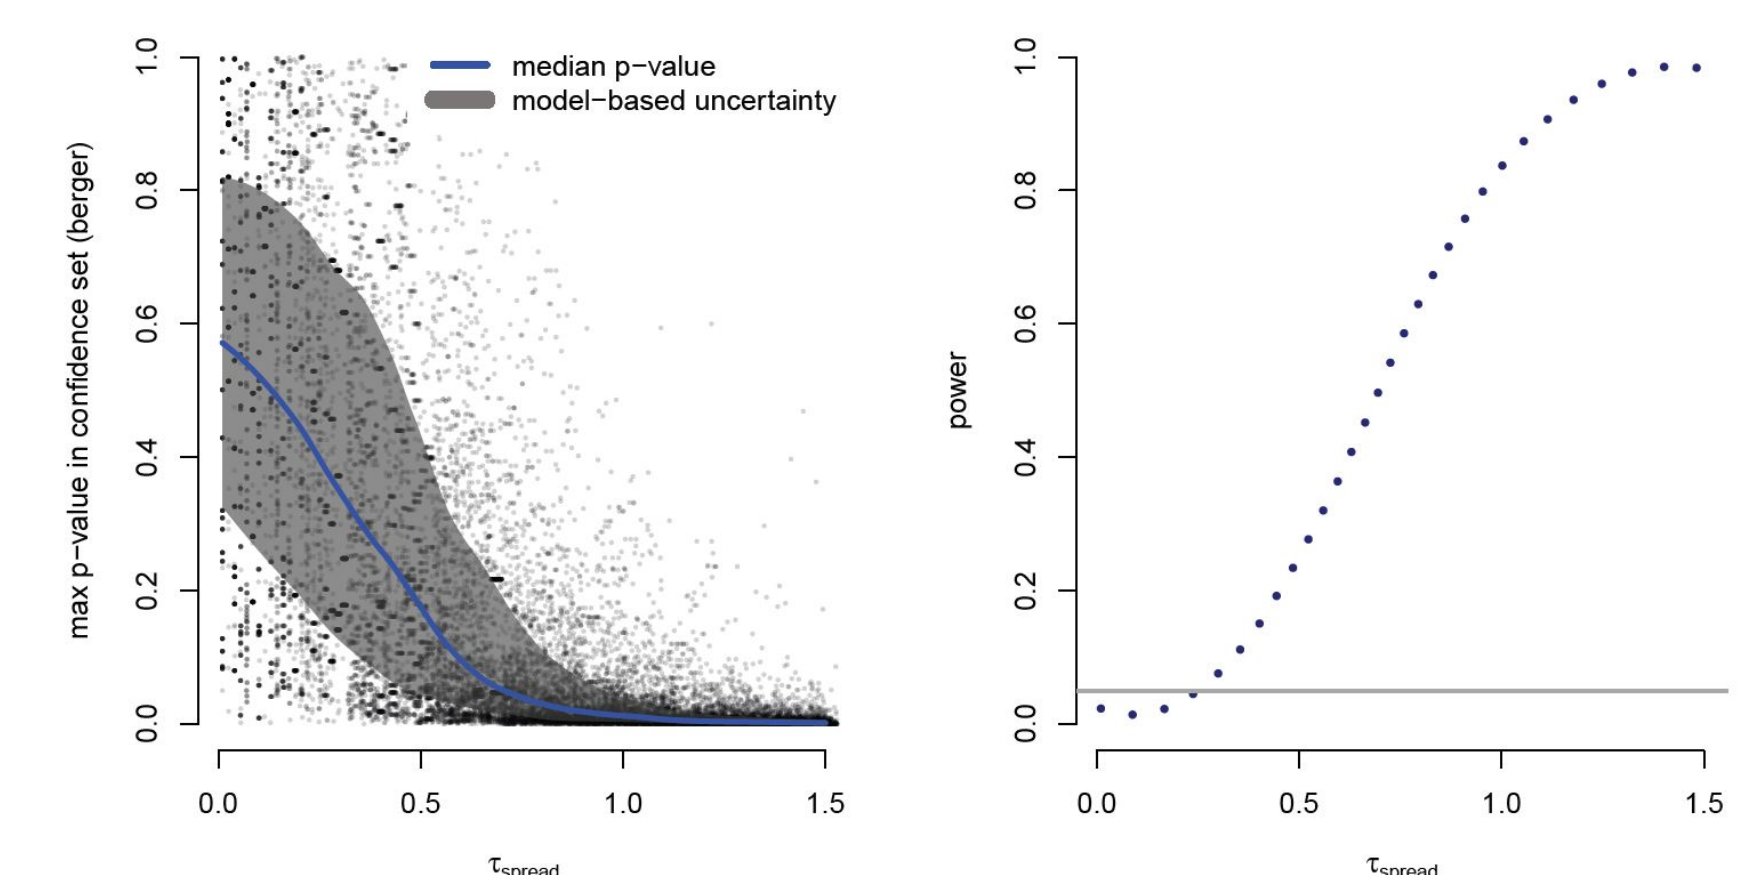 median p−value
model−based uncertainty
max p−value in confidence set (berger)
0.0 0.2 0.4 0.6 0.8 1.0
0.0 0.5 1.0 1.5
τspread
power
0.0 0.2 0.4 0.6 0.8 1.0
0.0 0.5 1.0 1.5
τspread